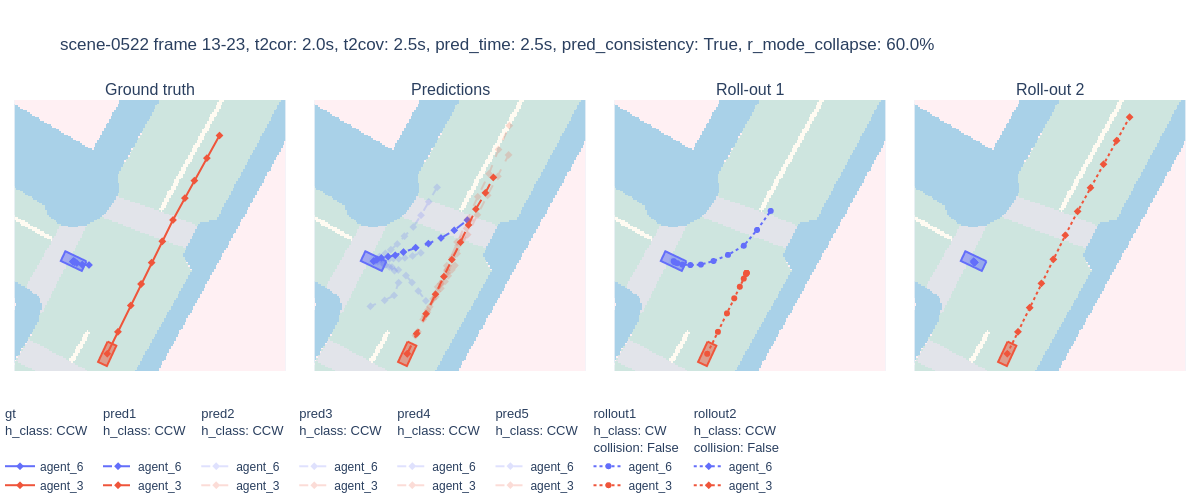 scene-0522 frame 13-23, t2cor: 2.0s, t2cov: 2.5s, pred_time: 2.5s, pred_consistency: True, r_mode_collapse: 60.0%
Ground truth
Predictions
Roll-out 1
Roll-out 2
gt
h_class: CCW
agent_6
agent_3
pred1
h_class: CCW
agent_6
agent_3
pred2
h_class: CCW
agent_6
agent_3
pred3
h_class: CCW
agent_6
agent_3
pred4
h_class: CCW
agent_6
agent_3
pred5
h_class: CCW
agent_6
agent_3
rollout1
h_class: CW
collision: False
agent_6
agent_3
rollout2
h_class: CCW
collision: False
agent_6
agent_3